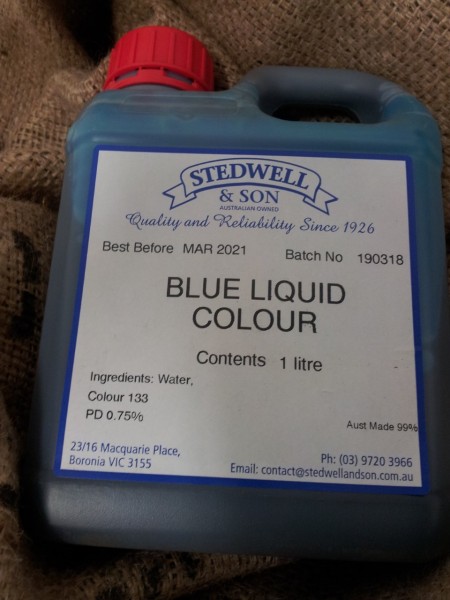 STEDWELL
& SON
AUSTRALIAN OWNED
Quality and Reliability Since 1926
Best Before MAR 2021 Batch No 190318
BLUE LIQUID
COLOUR
Contents 1 litre
Ingredients: Water,
Colour 133
PD 0.75%
Aust Made 99%
23/16 Macquarie Place,
Boronia VIC 3155
Ph: (03) 9720 3966
Email: contact@stedwellandson.com.au